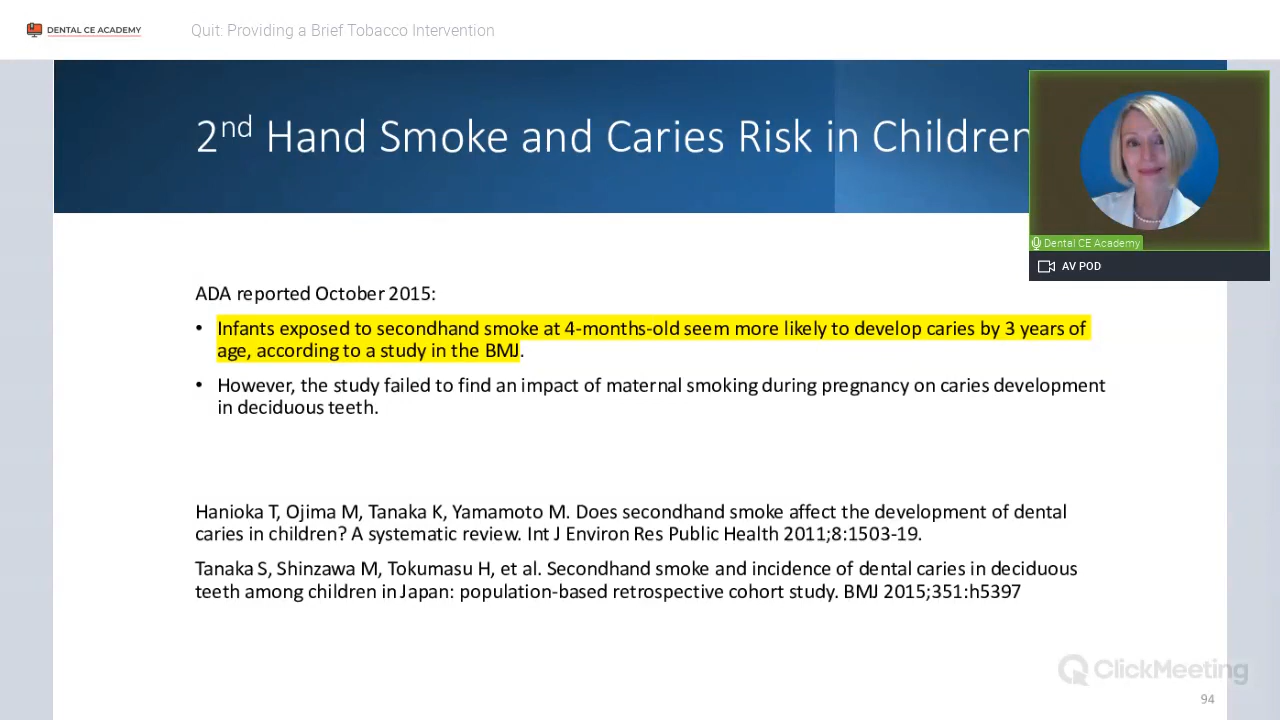 DENTAL CE ACADEMY
Quit: Providing a Brief Tobacco Intervention
2nd Hand Smoke and Caries Risk in Children
Dental CE Academy
AV POD
ADA reported October 2015:
• Infants exposed to secondhand smoke at 4-months-old seem more likely to develop caries by 3 years of
age, according to a study in the BMJ.
• However, the study failed to find an impact of maternal smoking during pregnancy on caries development
in deciduous teeth.
Hanioka T, Ojima M, Tanaka K, Yamamoto M. Does secondhand smoke affect the development of dental
caries in children? A systematic review. Int J Environ Res Public Health 2011;8:1503-19.
Tanaka S, Shinzawa M, Tokumasu H, et al. Secondhand smoke and incidence of dental caries in deciduous
teeth among children in Japan: population-based retrospective cohort study. BMJ 2015;351:h5397
ClickMeeting
94